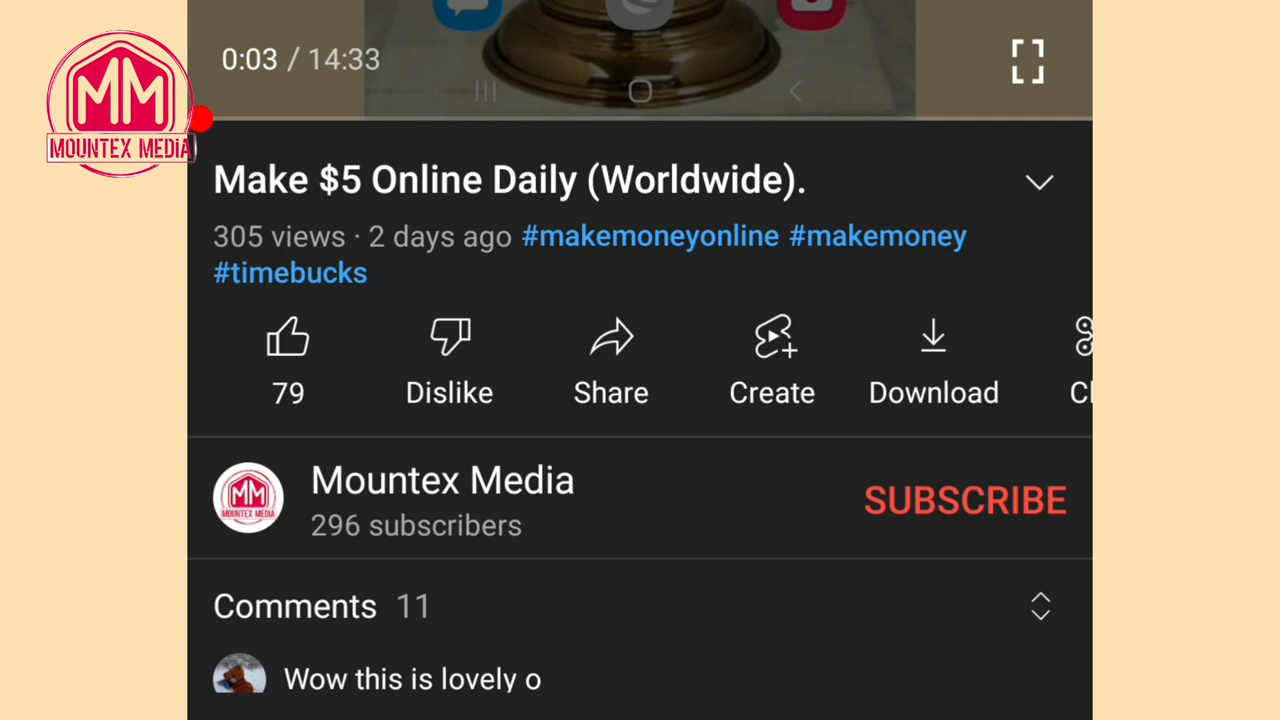 MM
MOUNTEX MEDIA
0:03 / 14:33
Make $5 Online Daily (Worldwide).
305 views · 2 days ago #makemoneyonline #makemoney
#timebucks
79 Dislike Share Create Download
MM
MOUNTEX MEDIA
Mountex Media
296 subscribers
SUBSCRIBE
Comments 11
Wow this is lovely o